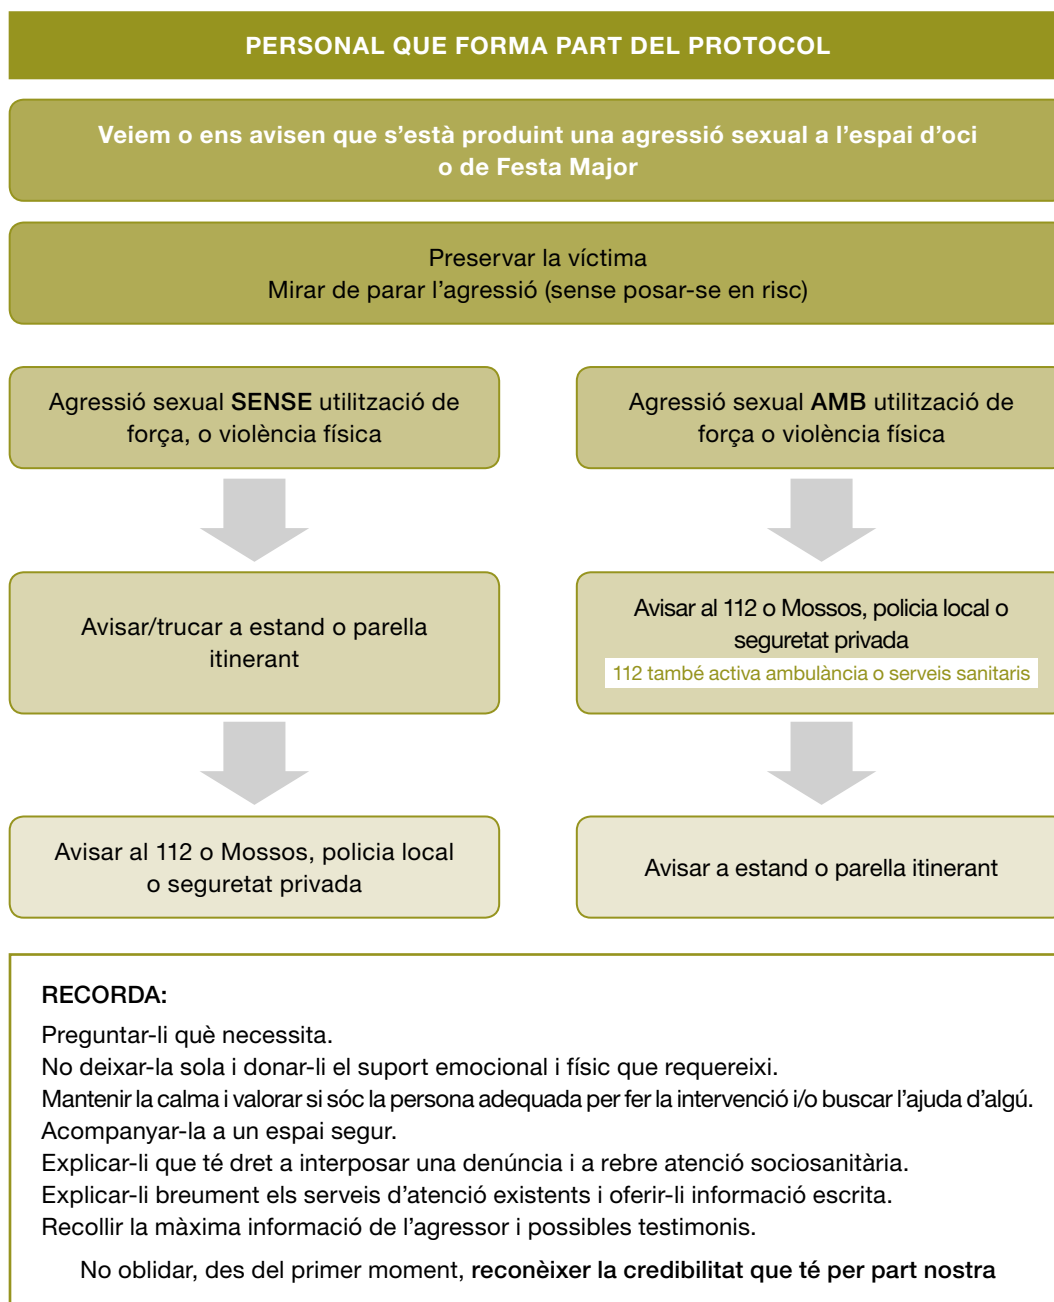 PERSONAL QUE FORMA PART DEL PROTOCOL
Veiem o ens avisen que s’està produint una agressió sexual a l’espai d’oci
o de Festa Major
Preservar la víctima
Mirar de parar l’agressió (sense posar-se en risc)
Agressió sexual SENSE utilització de
força, o violència física
Avisar/trucar a estand o parella
itinerant
Avisar al 112 o Mossos, policia local
o seguretat privada
Agressió sexual AMB utilització de
força o violència física
Avisar al 112 o Mossos, policia local o
seguretat privada
112 també activa ambulància o serveis sanitaris
Avisar a estand o parella itinerant
RECORDA:
Preguntar-li què necessita.
No deixar-la sola i donar-li el suport emocional i físic que requereixi.
Mantenir la calma i valorar si sóc la persona adequada per fer la intervenció i/o buscar l’ajuda d’algú.
Acompanyar-la a un espai segur.
Explicar-li que té dret a interposar una denúncia i a rebre atenció sociosanitària.
Explicar-li breument els serveis d’atenció existents i oferir-li informació escrita.
Recollir la màxima informació de l’agressor i possibles testimonis.
No oblidar, des del primer moment, reconèixer la credibilitat que té per part nostra